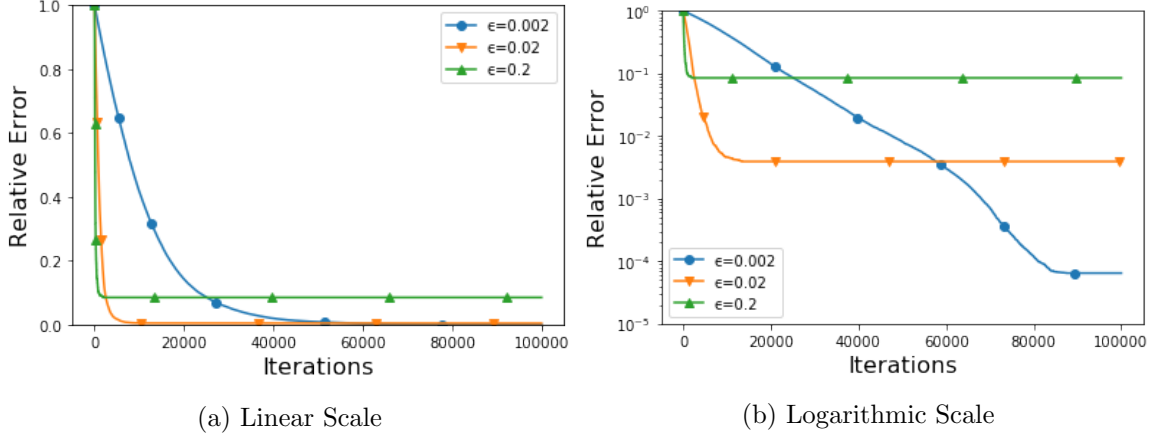 1.0
0.8
0.6
0.4
0.2
0.0
Relative Error
ϵ=0.002
ϵ=0.02
ϵ=0.2
0
20000
40000
60000
80000
100000
Iterations
(a) Linear Scale
10⁰
10⁻¹
10⁻²
10⁻³
10⁻⁴
10⁻⁵
Relative Error
ϵ=0.002
ϵ=0.02
ϵ=0.2
0
20000
40000
60000
80000
100000
Iterations
(b) Logarithmic Scale